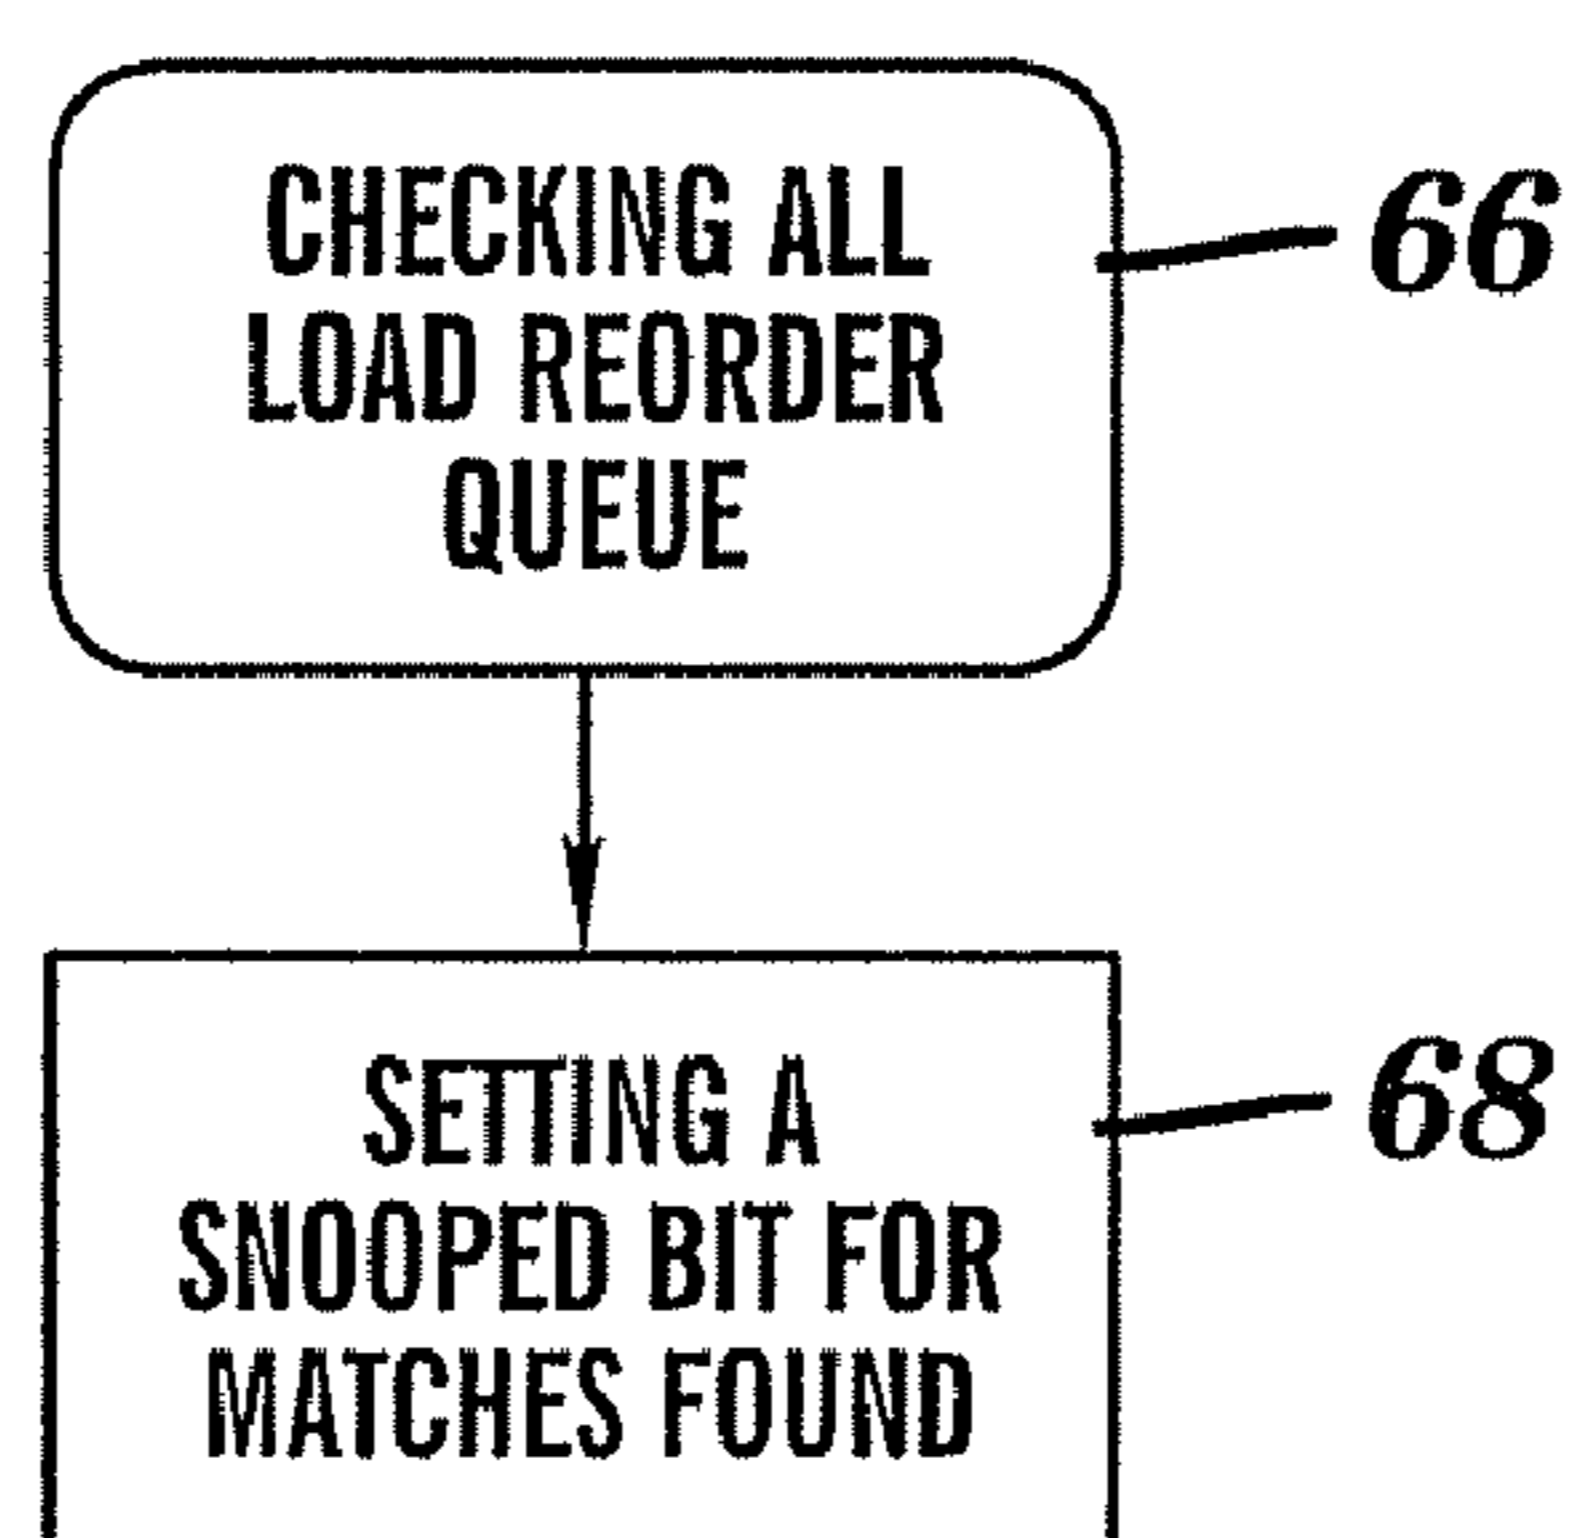 CHECKING ALL
LOAD REORDER
QUEUE
66
SETTING A
SNOOPED BIT FOR
MATCHES FOUND
68